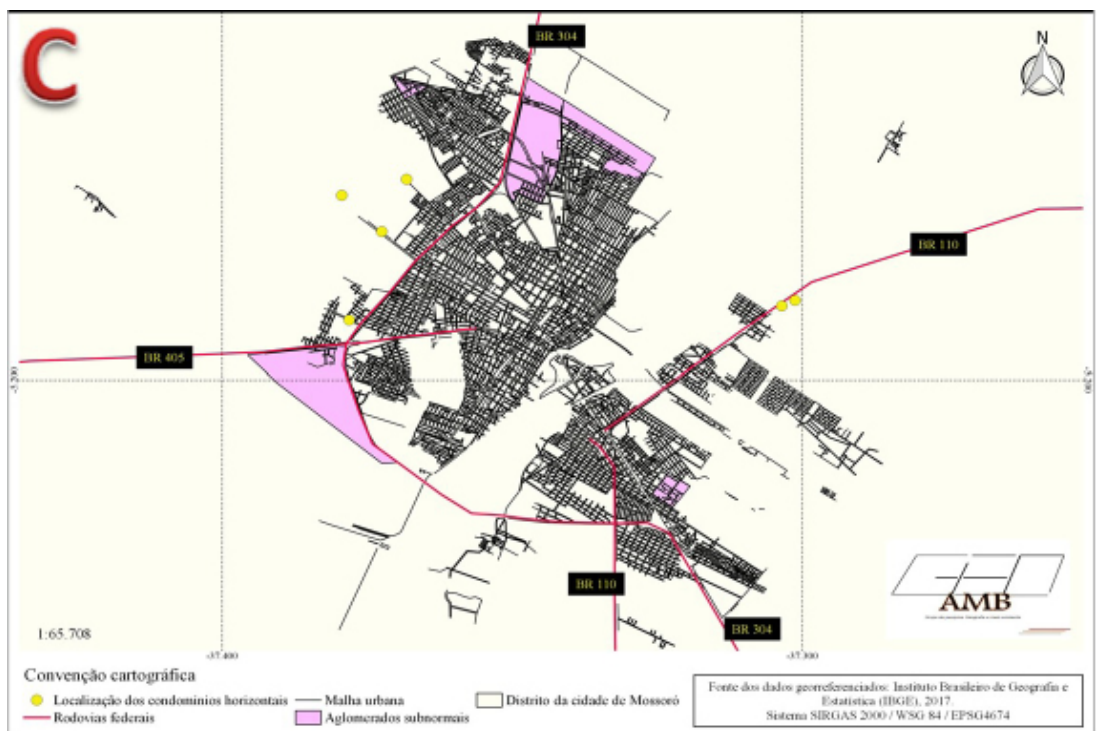 C
BR 304
N
BR 110
BR 405
-5.200
-5.200
BR 110
BR 304
AMB
1:65.708
-37.400
-37.300
Convenção cartográfica
Localização dos condomínios horizontais
Malha urbana
Distrito da cidade de Mossoró
Rodovias federais
Aglomerados subnormais
Fonte dos dados georreferenciados: Instituto Brasileiro de Geografia e
Estatística (IBGE), 2017.
Sistema SIRGAS 2000 / WSG 84 / EPSG4674